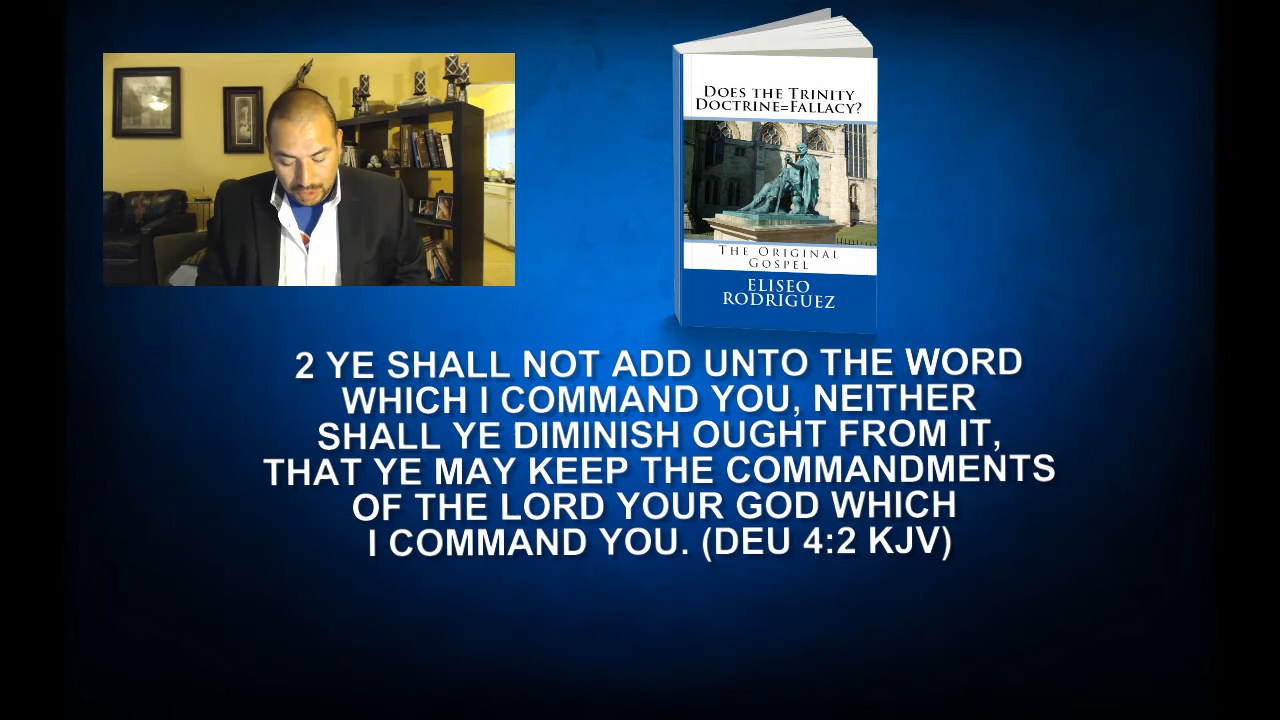 Does the Trinity
Doctrine=Fallacy?
The Original
Gospel
Eliseo
Rodriguez
2 YE SHALL NOT ADD UNTO THE WORD
WHICH I COMMAND YOU, NEITHER
SHALL YE DIMINISH OUGHT FROM IT,
THAT YE MAY KEEP THE COMMANDMENTS
OF THE LORD YOUR GOD WHICH
I COMMAND YOU. (DEU 4:2 KJV)